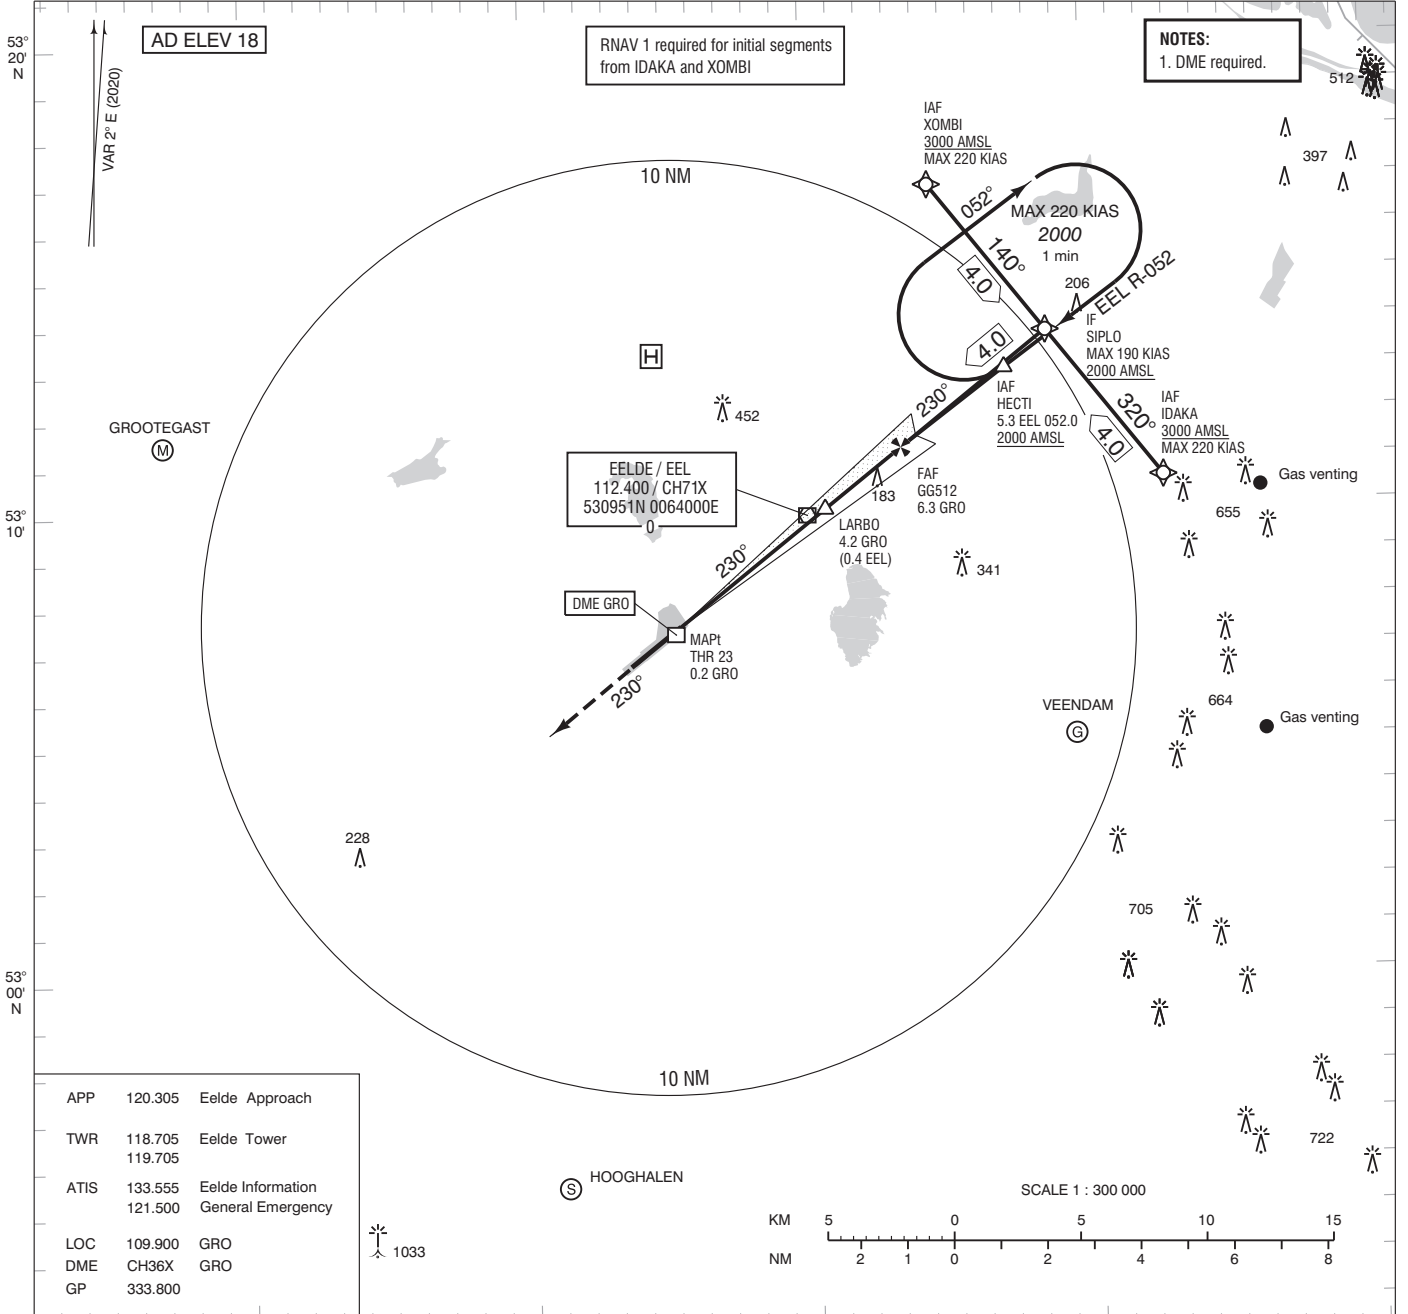 53°
20'
N
AD ELEV 18
VAR 2° E (2020)
RNAV 1 required for initial segments
from IDAKA and XOMBI
NOTES:
1. DME required.
512
397
IAF
XOMBI
3000 AMSL
MAX 220 KIAS
10 NM
052°
MAX 220 KIAS
2000
1 min
140°
4.0
206
EEL R-052
IF
SIPLO
MAX 190 KIAS
2000 AMSL
4.0
H
230°
IAF
HECTI
5.3 EEL 052.0
2000 AMSL
320°
4.0
IAF
IDAKA
3000 AMSL
MAX 220 KIAS
452
GROOTEGAST
M
EELDE / EEL
112.400 / CH71X
530951N 0064000E
0
183
FAF
GG512
6.3 GRO
Gas venting
655
53°
10'
LARBO
4.2 GRO
(0.4 EEL)
230°
341
DME GRO
MAPt
THR 23
0.2 GRO
230°
664
VEENDAM
G
Gas venting
228
705
53°
00'
N
10 NM
APP 120.305 Eelde Approach
TWR 118.705 Eelde Tower
119.705
ATIS 133.555 Eelde Information
121.500 General Emergency
LOC 109.900 GRO
DME CH36X GRO
GP 333.800
722
S
HOOGHALEN
1033
SCALE 1 : 300 000
KM 5 0 5 10 15
NM 2 1 0 2 4 6 8